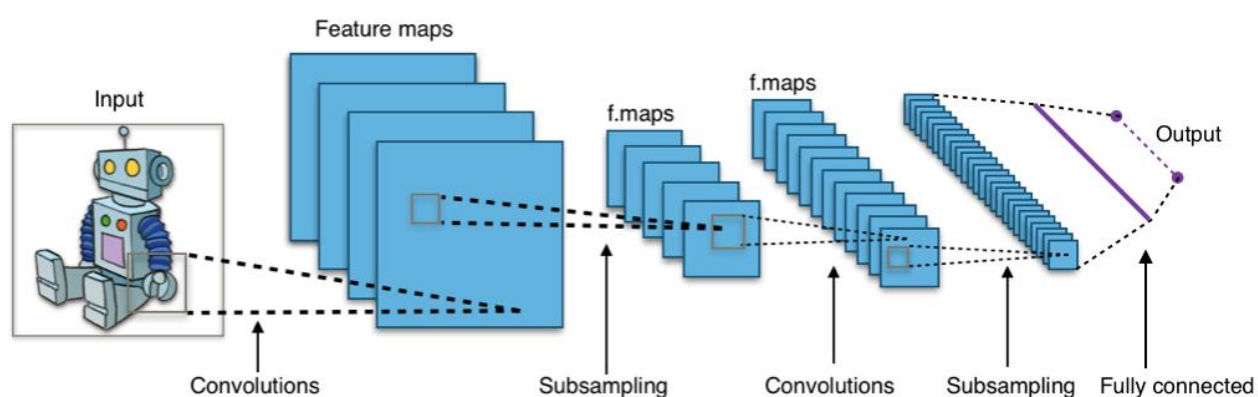 Feature maps
Input
f.maps
f.maps
Output
Convolutions
Subsampling
Convolutions
Subsampling
Fully connected